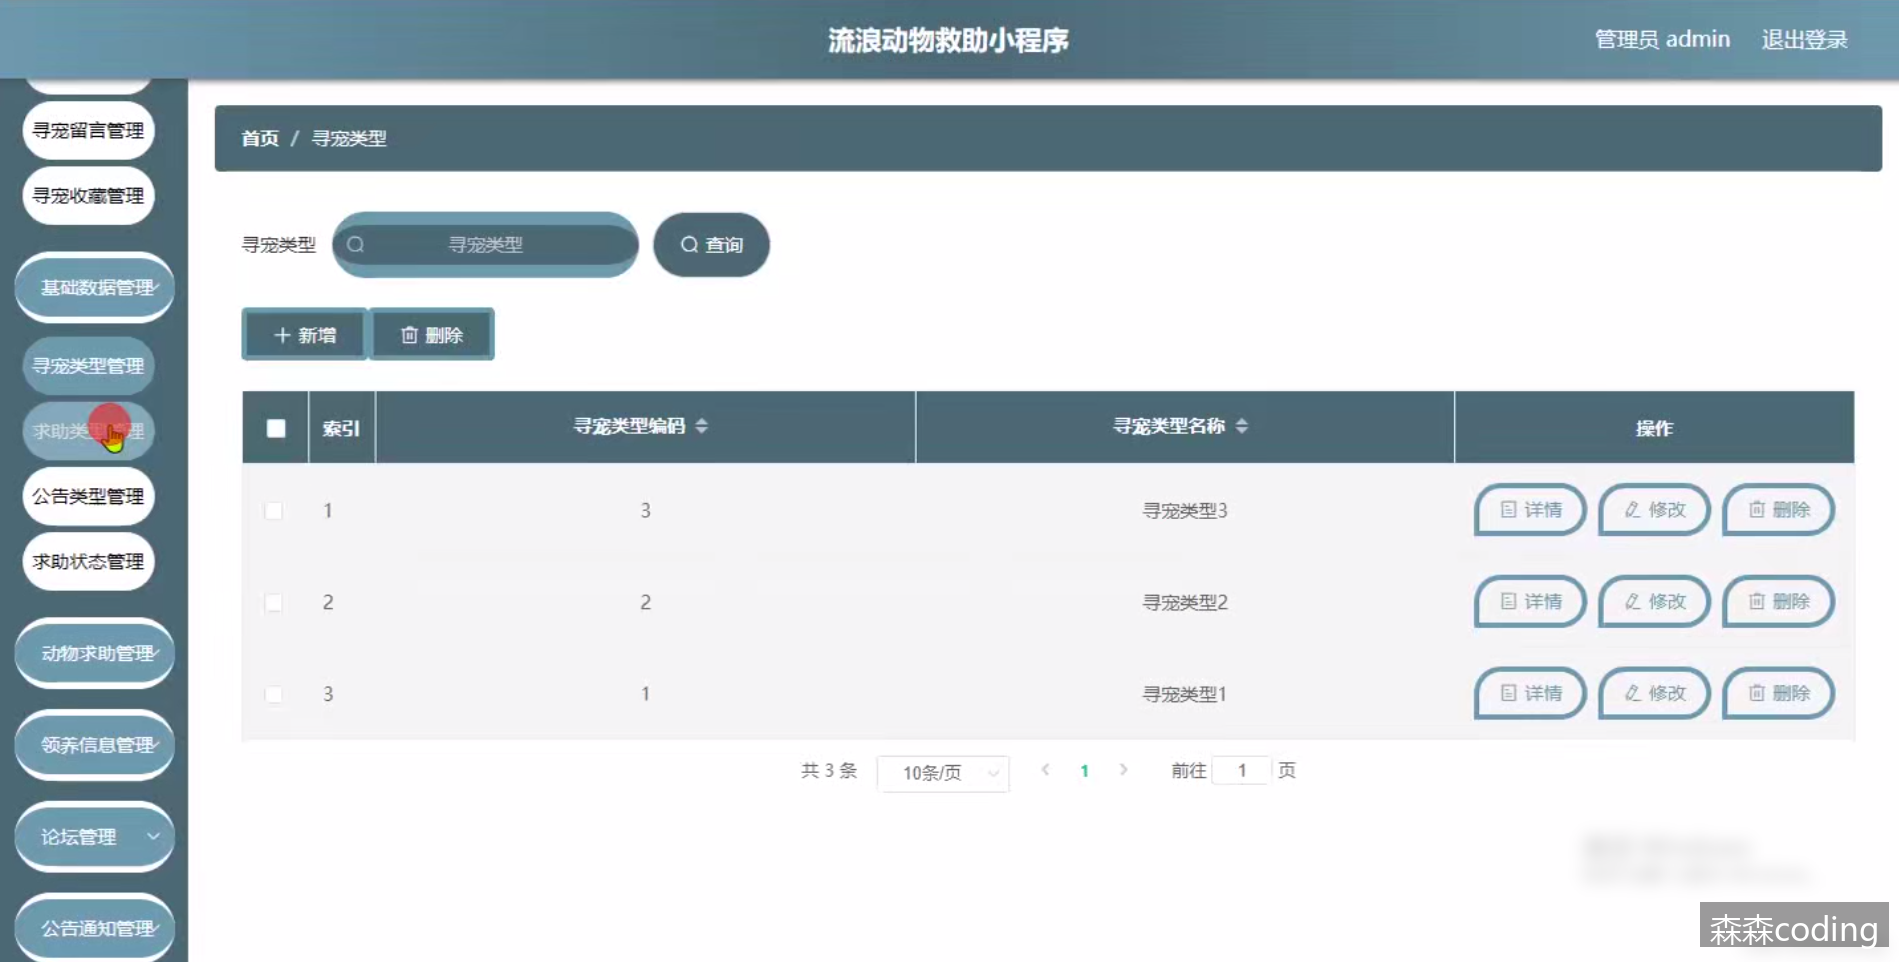 流浪动物救助小程序
管理员 admin
退出登录
寻宠留言管理
寻宠收藏管理
基础数据管理
寻宠类型管理
公告类型管理
求助状态管理
动物求助管理
领养信息管理
论坛管理
公告通知管理
首页 / 寻宠类型
寻宠类型 寻宠类型 查询
新增 删除
索引 寻宠类型编码 寻宠类型名称 操作
1 3 寻宠类型3 详情 修改 删除
2 2 寻宠类型2 详情 修改 删除
3 1 寻宠类型1 详情 修改 删除
共 3 条 10条/页 1 前往 1 页
森森coding